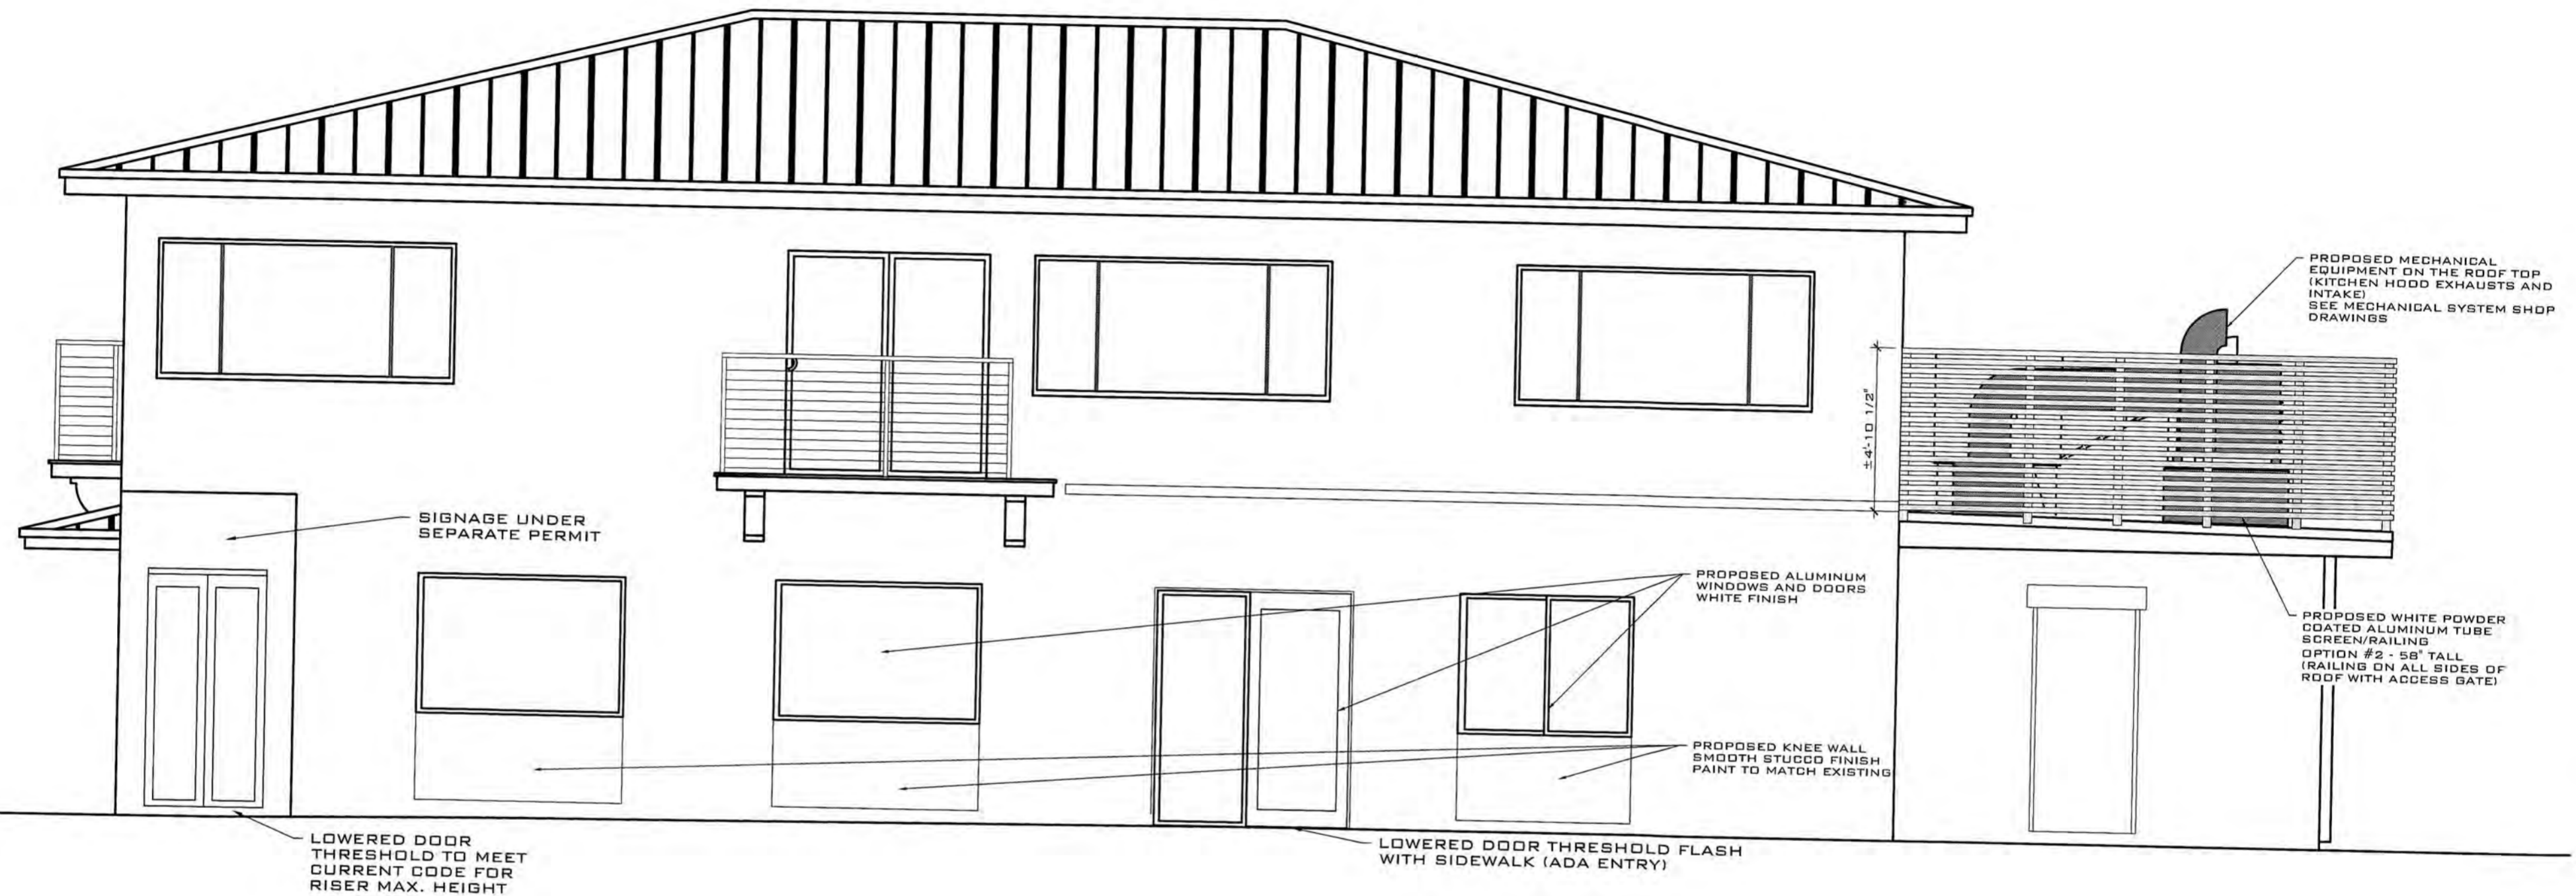 PROPOSED MECHANICAL
EQUIPMENT ON THE ROOF TOP
(KITCHEN HOOD EXHAUSTS AND
INTAKE)
SEE MECHANICAL SYSTEM SHOP
DRAWINGS
±4'-10 1/2"
SIGNAGE UNDER
SEPARATE PERMIT
PROPOSED ALUMINUM
WINDOWS AND DOORS
WHITE FINISH
PROPOSED WHITE POWDER
COATED ALUMINUM TUBE
SCREEN/RAILING
OPTION #2 - 58" TALL
(RAILING ON ALL SIDES OF
ROOF WITH ACCESS GATE)
PROPOSED KNEE WALL
SMOOTH STUCCO FINISH
PAINT TO MATCH EXISTING
LOWERED DOOR
THRESHOLD TO MEET
CURRENT CODE FOR
RISER MAX. HEIGHT
LOWERED DOOR THRESHOLD FLASH
WITH SIDEWALK (ADA ENTRY)